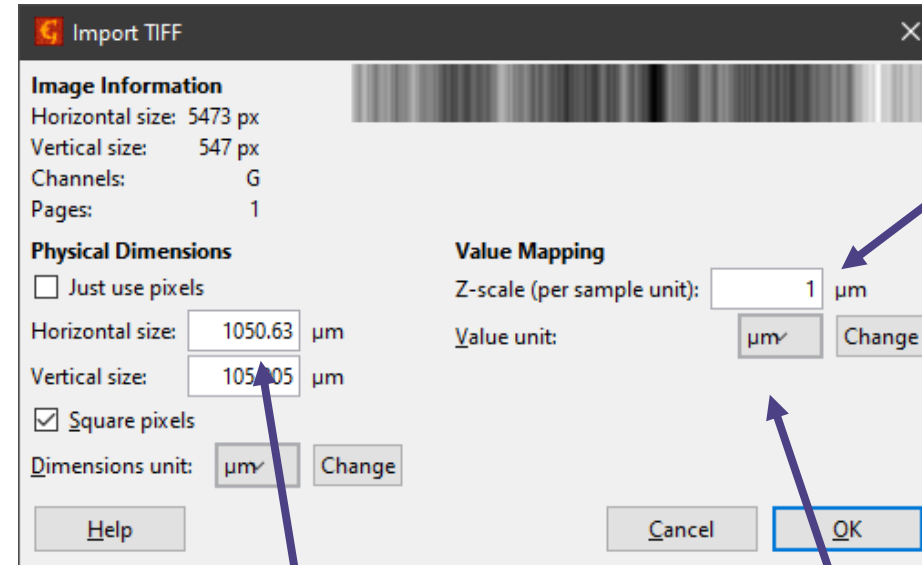 Import TIFF
Image Information
Horizontal size: 5473 px
Vertical size: 547 px
Channels: G
Pages: 1
Physical Dimensions
Just use pixels
Horizontal size: 1050.63 µm
Vertical size: µm
Square pixels
Dimensions unit: µm Change
Value Mapping
Z-scale (per sample unit): 1 µm
Value unit: µm Change
Help
Cancel
OK